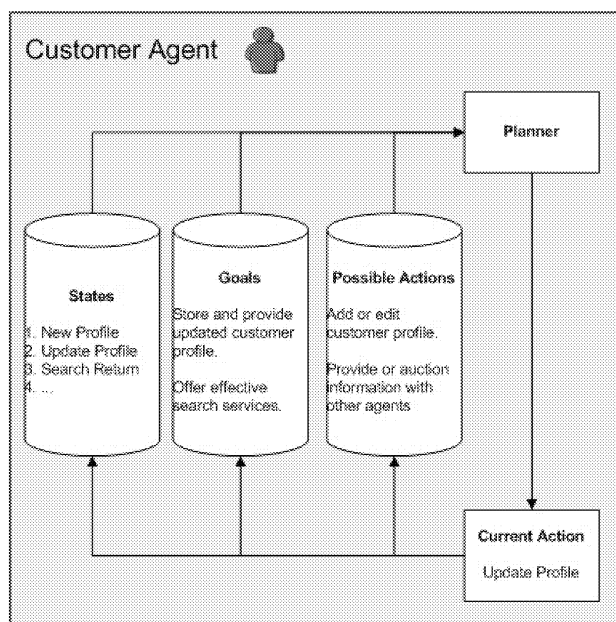 Customer Agent
Planner
States
1. New Profile
2. Update Profile
3. Search Return
4. ...
Goals
Store and provide
updated customer
profile.
Offer effective
search services.
Possible Actions
Add or edit
customer profile.
Provide or auction
information with
other agents
Current Action
Update Profile